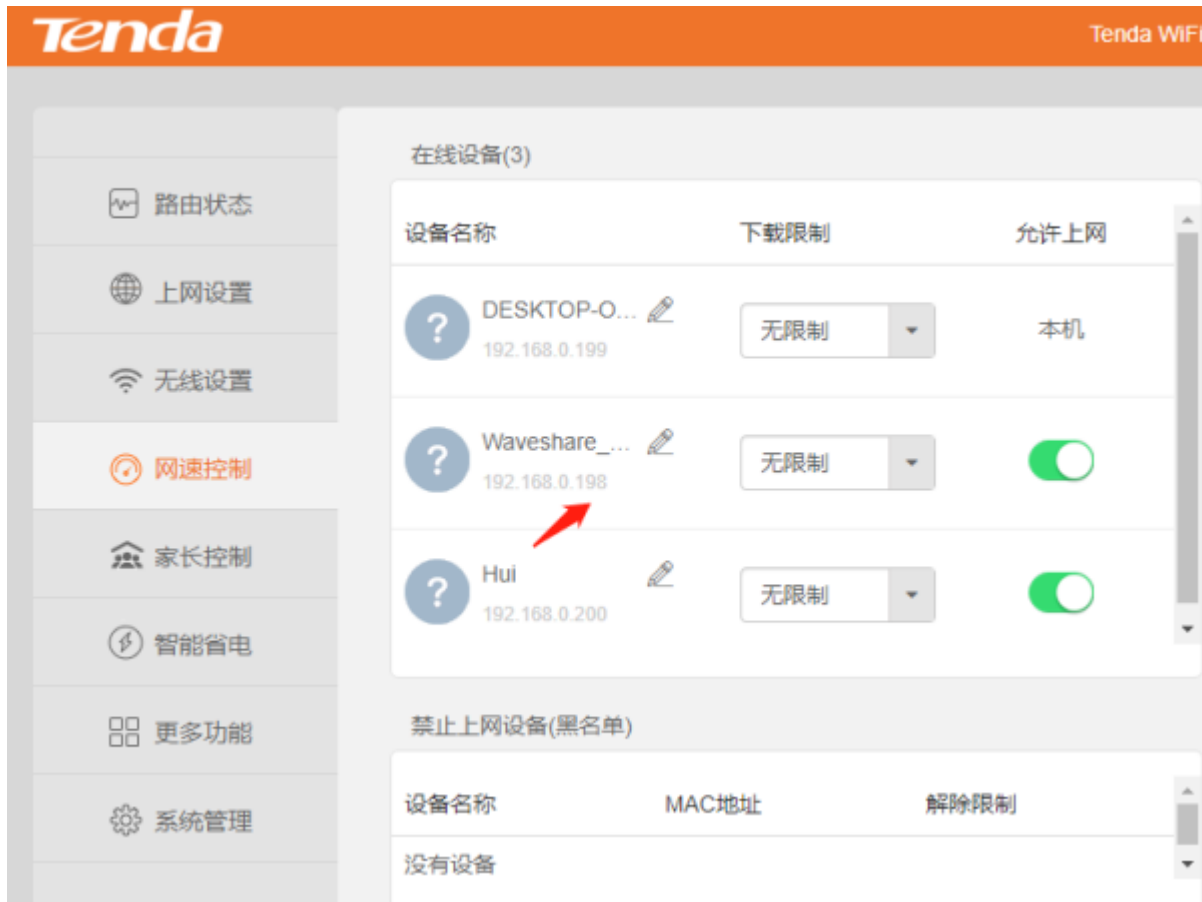 Tenda
Tenda WiFi
路由状态
上网设置
无线设置
网速控制
家长控制
智能省电
更多功能
系统管理
在线设备(3)
设备名称 下载限制 允许上网
DESKTOP-O...
192.168.0.199
无限制
本机
Waveshare_...
192.168.0.198
无限制
Hui
192.168.0.200
无限制
禁止上网设备(黑名单)
设备名称 MAC地址 解除限制
没有设备